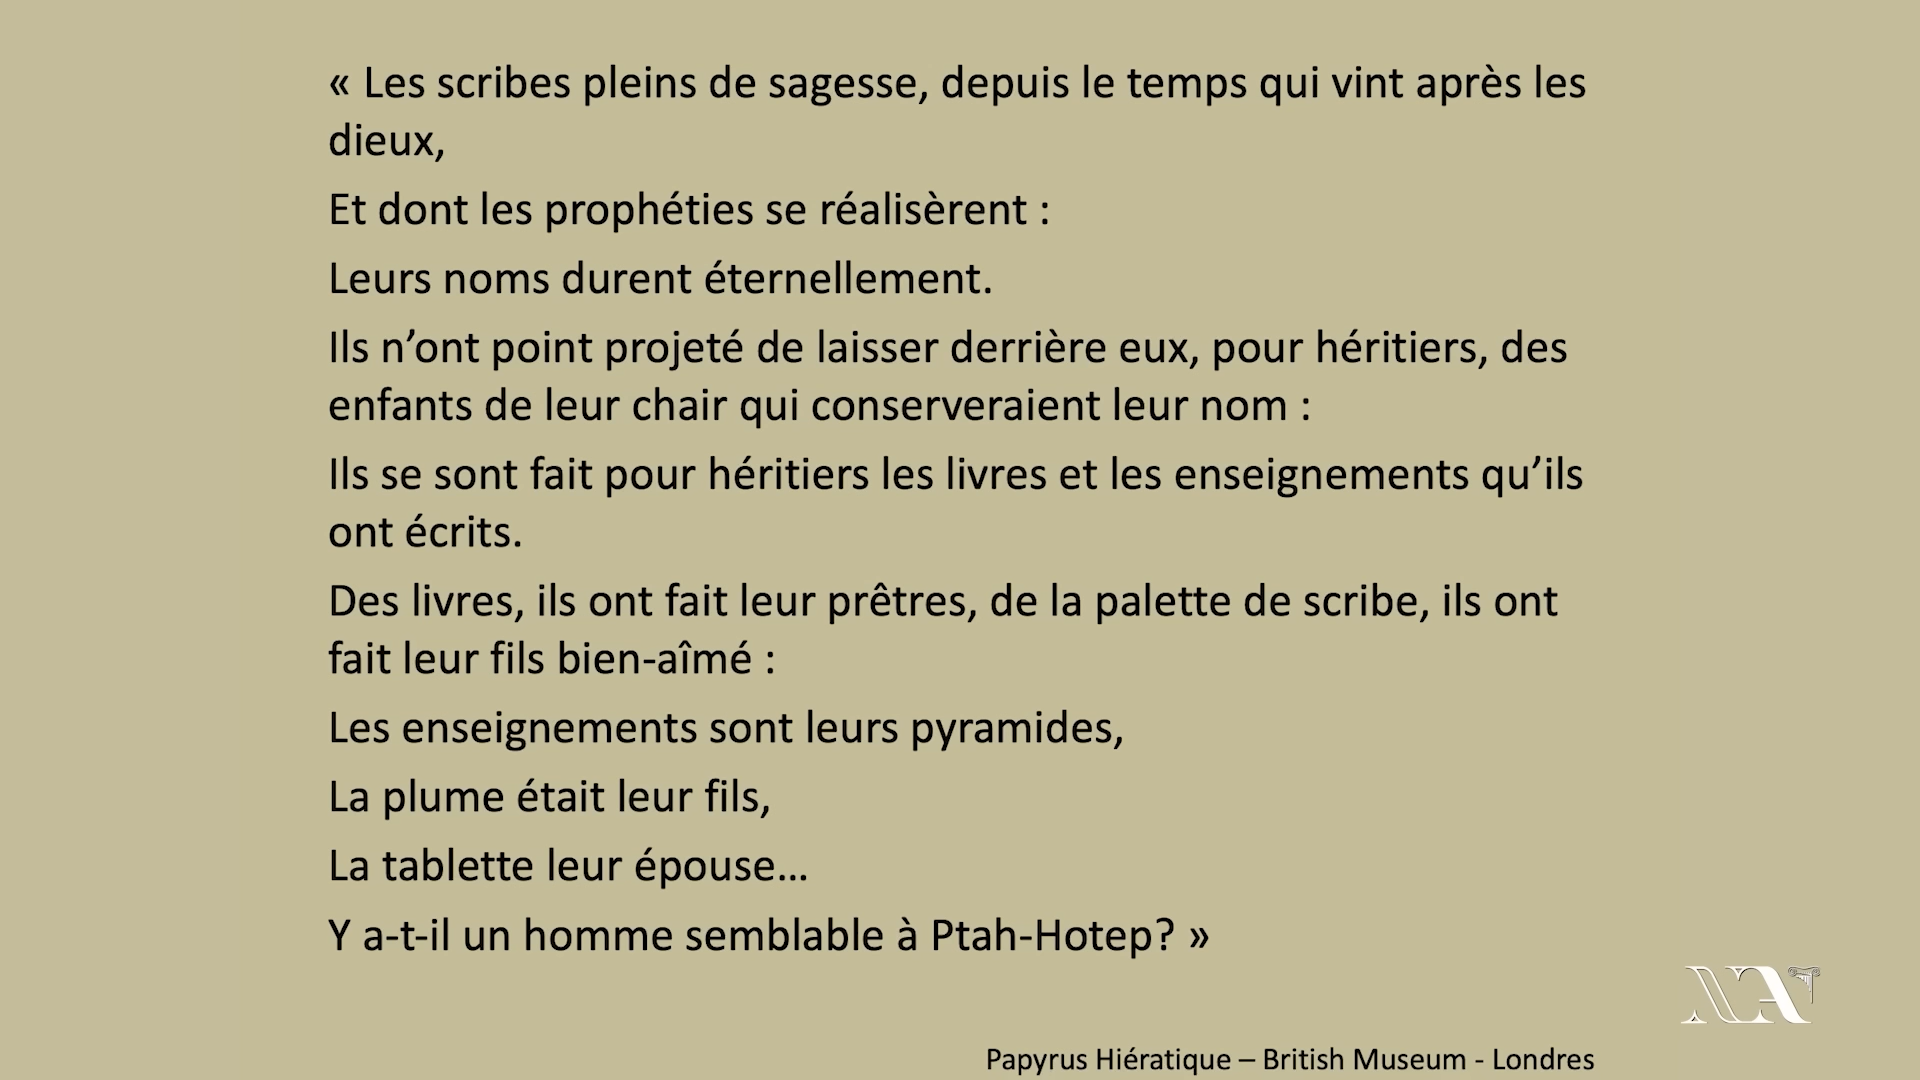 « Les scribes pleins de sagesse, depuis le temps qui vint après les
dieux,
Et dont les prophéties se réalisèrent :
Leurs noms durent éternellement.
Ils n’ont point projeté de laisser derrière eux, pour héritiers, des
enfants de leur chair qui conserveraient leur nom :
Ils se sont fait pour héritiers les livres et les enseignements qu’ils
ont écrits.
Des livres, ils ont fait leur prêtres, de la palette de scribe, ils ont
fait leur fils bien-aîmé :
Les enseignements sont leurs pyramides,
La plume était leur fils,
La tablette leur épouse…
Y a-t-il un homme semblable à Ptah-Hotep? »
NA
Papyrus Hiératique – British Museum - Londres